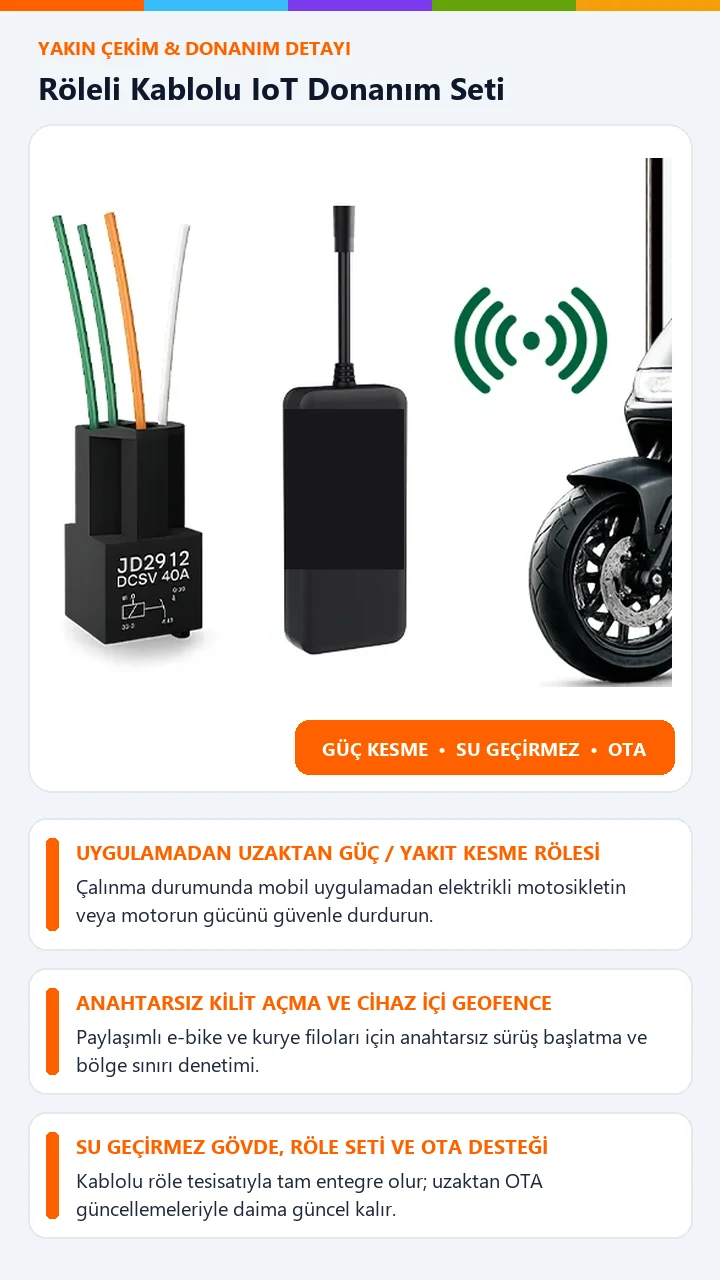 YAKIN ÇEKİM & DONANIM DETAYI
Röleli Kablolu IoT Donanım Seti
JD2912
DCSV 40A
GÜÇ KESME • SU GEÇİRMEZ • OTA
UYGULAMADAN UZAKTAN GÜÇ / YAKIT KESME RÖLESİ
Çalınma durumunda mobil uygulamadan elektrikli motosikletin
veya motorun gücünü güvenle durdurun.
ANAHTARSIZ KİLİT AÇMA VE CİHAZ İÇİ GEOFENCE
Paylaşımlı e-bike ve kurye filoları için anahtarsız sürüş başlatma ve
bölge sınırı denetimi.
SU GEÇİRMEZ GÖVDE, RÖLE SETİ VE OTA DESTEĞİ
Kablolu röle tesisatıyla tam entegre olur; uzaktan OTA
güncellemeleriyle daima güncel kalır.